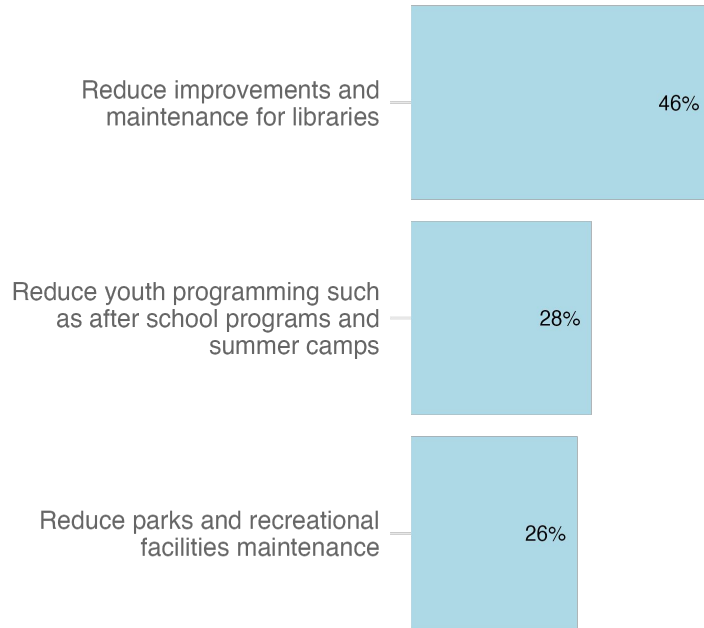 Reduce improvements and
maintenance for libraries
46%
Reduce youth programming such
as after school programs and
summer camps
28%
Reduce parks and recreational
facilities maintenance
26%